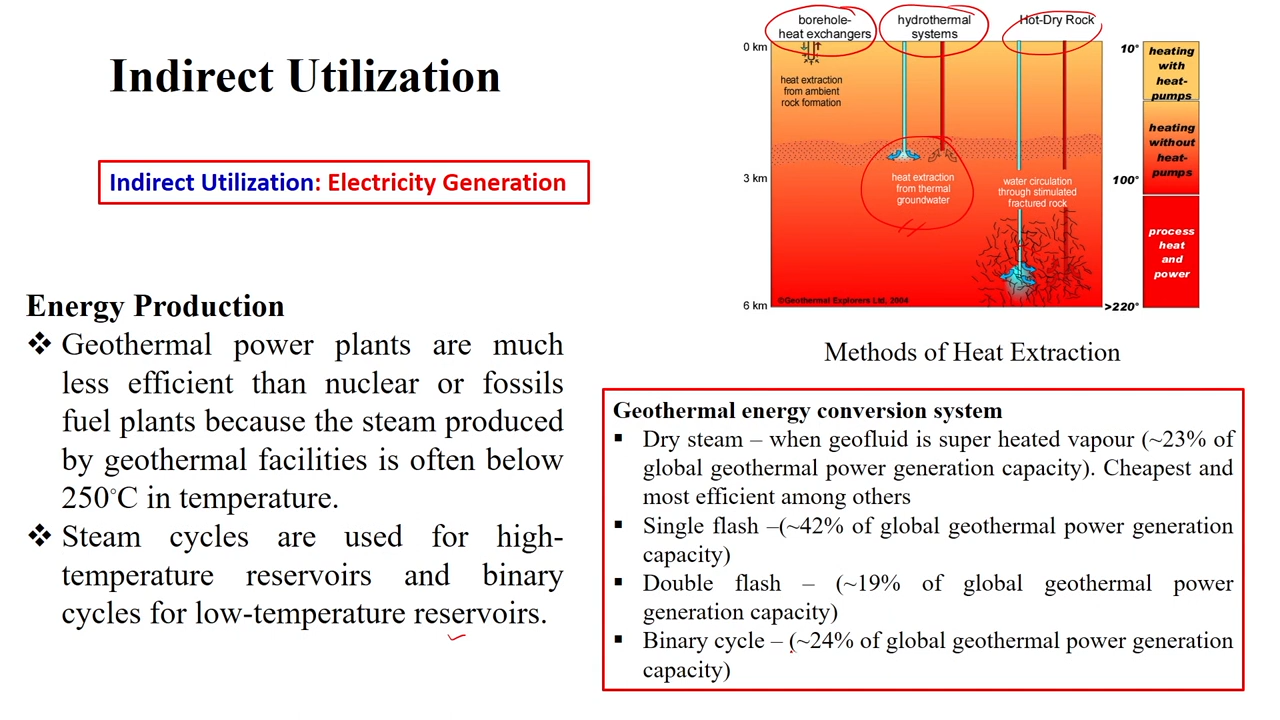 Indirect Utilization
Indirect Utilization: Electricity Generation
Energy Production
❖ Geothermal power plants are much
less efficient than nuclear or fossils
fuel plants because the steam produced
by geothermal facilities is often below
250°C in temperature.
❖ Steam cycles are used for high-
temperature reservoirs and binary
cycles for low-temperature reservoirs.
borehole-
heat exchangers
hydrothermal
systems
Hot-Dry Rock
0 km
heat extraction
from ambient
rock formation
3 km
heat extraction
from thermal
groundwater
water circulation
through stimulated
fractured rock
6 km
©Geothermal Explorers Ltd, 2004
10°
100°
>220°
heating
with
heat-
pumps
heating
without
heat-
pumps
process
heat
and
power
Methods of Heat Extraction
Geothermal energy conversion system
▪ Dry steam – when geofluid is super heated vapour (~23% of
global geothermal power generation capacity). Cheapest and
most efficient among others
▪ Single flash –(~42% of global geothermal power generation
capacity)
▪ Double flash – (~19% of global geothermal power
generation capacity)
▪ Binary cycle – (~24% of global geothermal power generation
capacity)